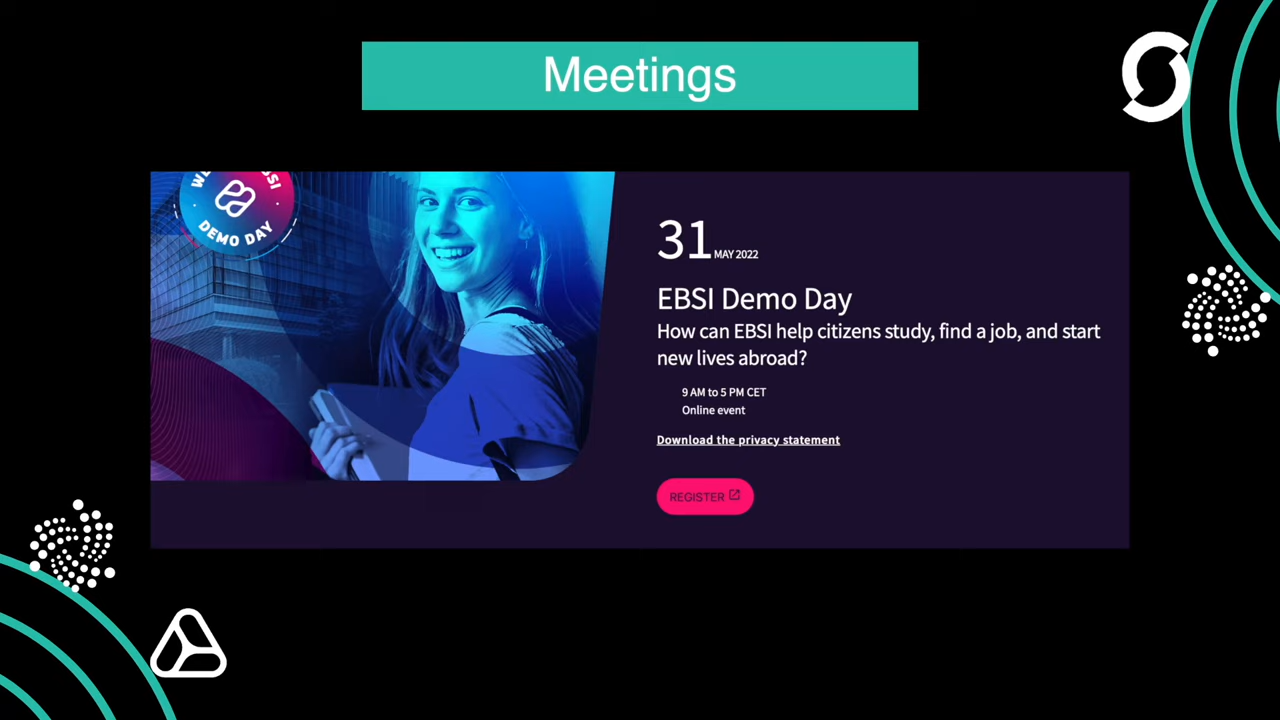 Meetings
DEMO DAY
31 MAY 2022
EBSI Demo Day
How can EBSI help citizens study, find a job, and start
new lives abroad?
9 AM to 5 PM CET
Online event
Download the privacy statement
REGISTER